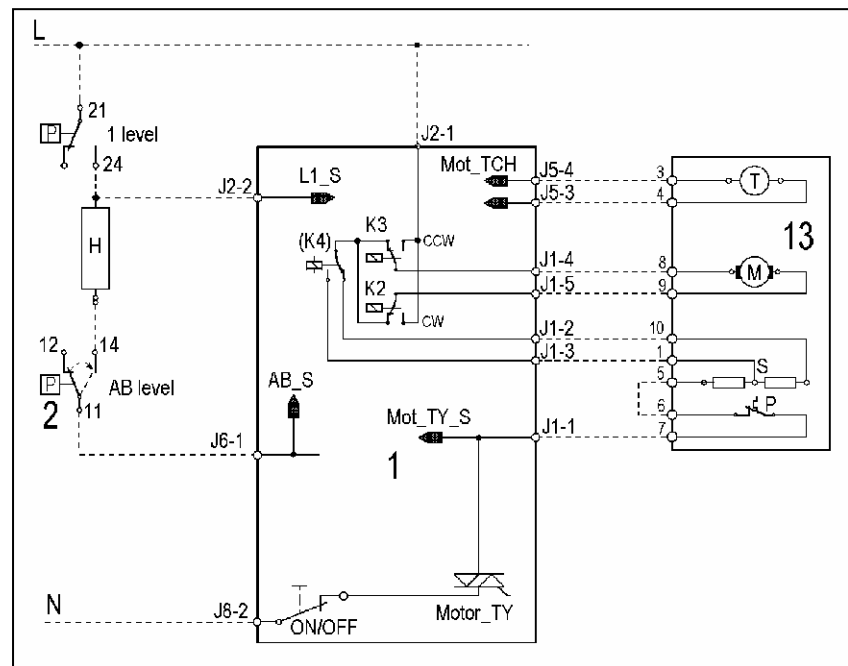 L
21
P
1 level
24
J2-1
J2-2
L1_S
Mot_TCH
J5-4
3
T
J5-3
4
13
H
K3
CCW
(K4)
J1-4
8
M
K2
J1-5
9
CW
J1-2
10
12
14
J1-3
1
P
AB level
5
S
2
11
AB_S
6
P
Mot_TY_S
J6-1
1
J1-1
7
N
J8-2
ON/OFF
Motor_TY